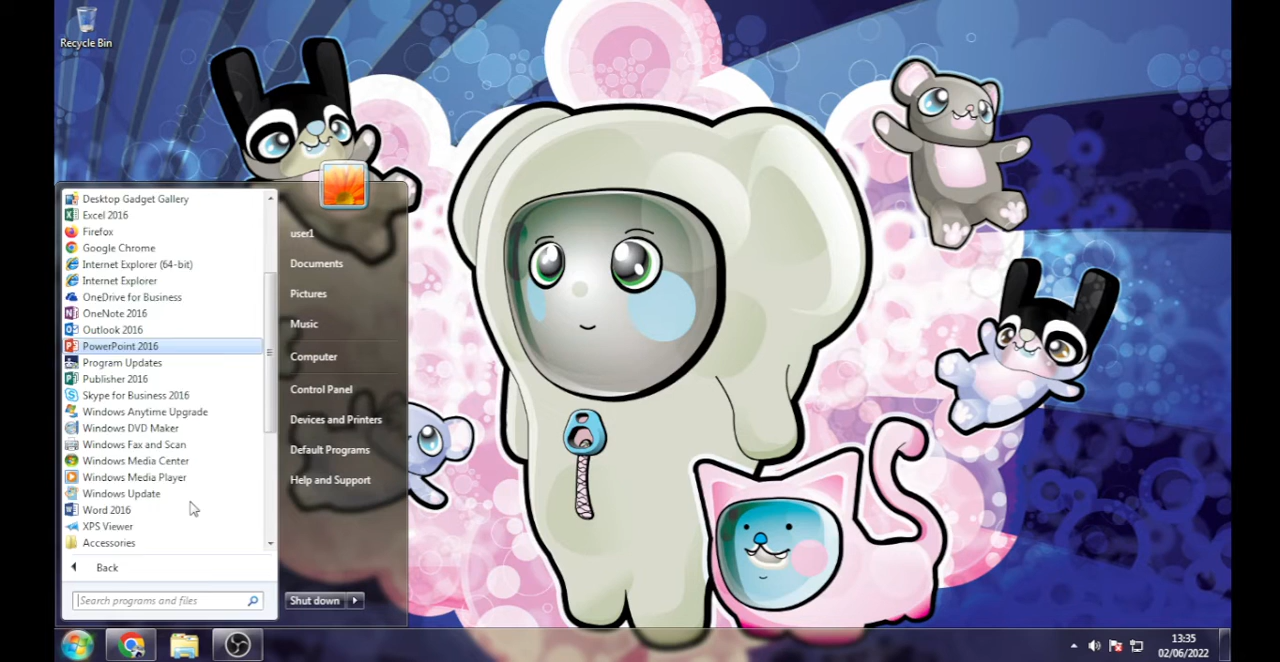 Recycle Bin
Desktop Gadget Gallery
Excel 2016
Firefox
Google Chrome
Internet Explorer (64-bit)
Internet Explorer
OneDrive for Business
OneNote 2016
Outlook 2016
PowerPoint 2016
Program Updates
Publisher 2016
Skype for Business 2016
Windows Anytime Upgrade
Windows DVD Maker
Windows Fax and Scan
Windows Media Center
Windows Media Player
Windows Update
Word 2016
XPS Viewer
Accessories
Back
Search programs and files
user1
Documents
Pictures
Music
Computer
Control Panel
Devices and Printers
Default Programs
Help and Support
Shut down
13:35
02/06/2022